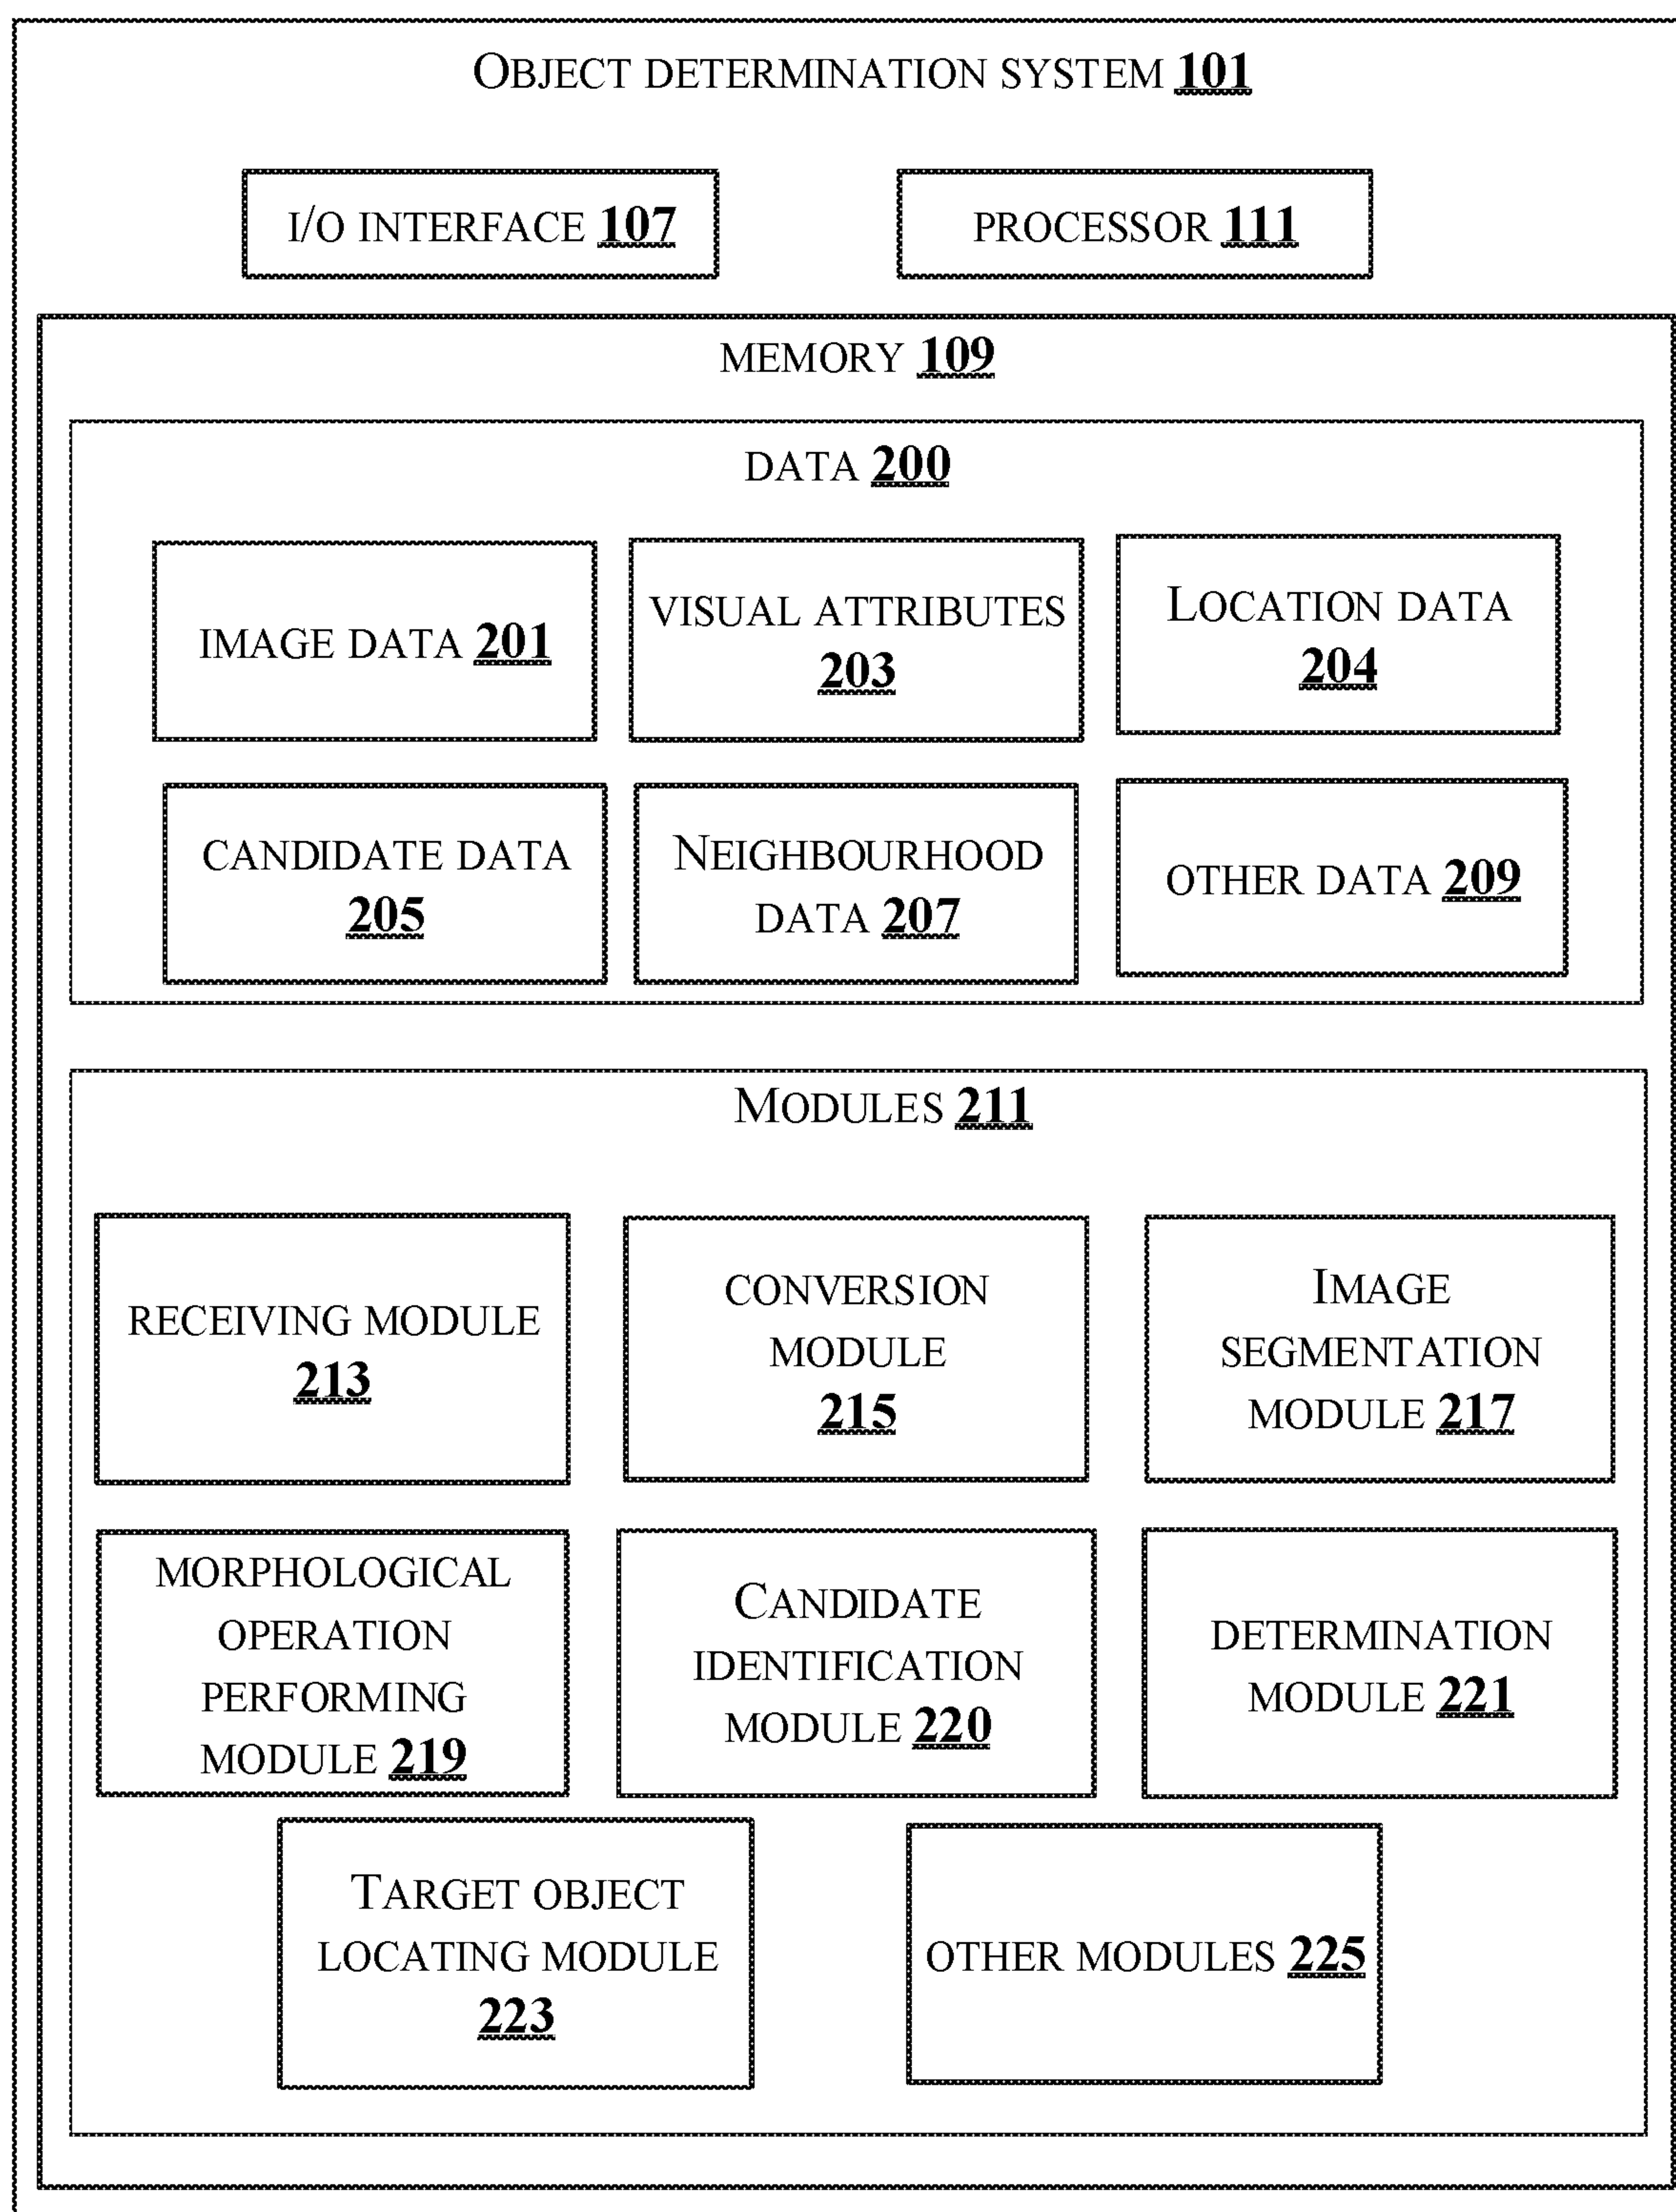 OBJECT DETERMINATION SYSTEM 101
I/O INTERFACE 107
PROCESSOR 111
MEMORY 109
DATA 200
IMAGE DATA 201
VISUAL ATTRIBUTES
203
LOCATION DATA
204
CANDIDATE DATA
205
NEIGHBOURHOOD
DATA 207
OTHER DATA 209
MODULES 211
RECEIVING MODULE
213
CONVERSION
MODULE
215
IMAGE
SEGMENTATION
MODULE 217
MORPHOLOGICAL
OPERATION
PERFORMING
MODULE 219
CANDIDATE
IDENTIFICATION
MODULE 220
DETERMINATION
MODULE 221
TARGET OBJECT
LOCATING MODULE
223
OTHER MODULES 225